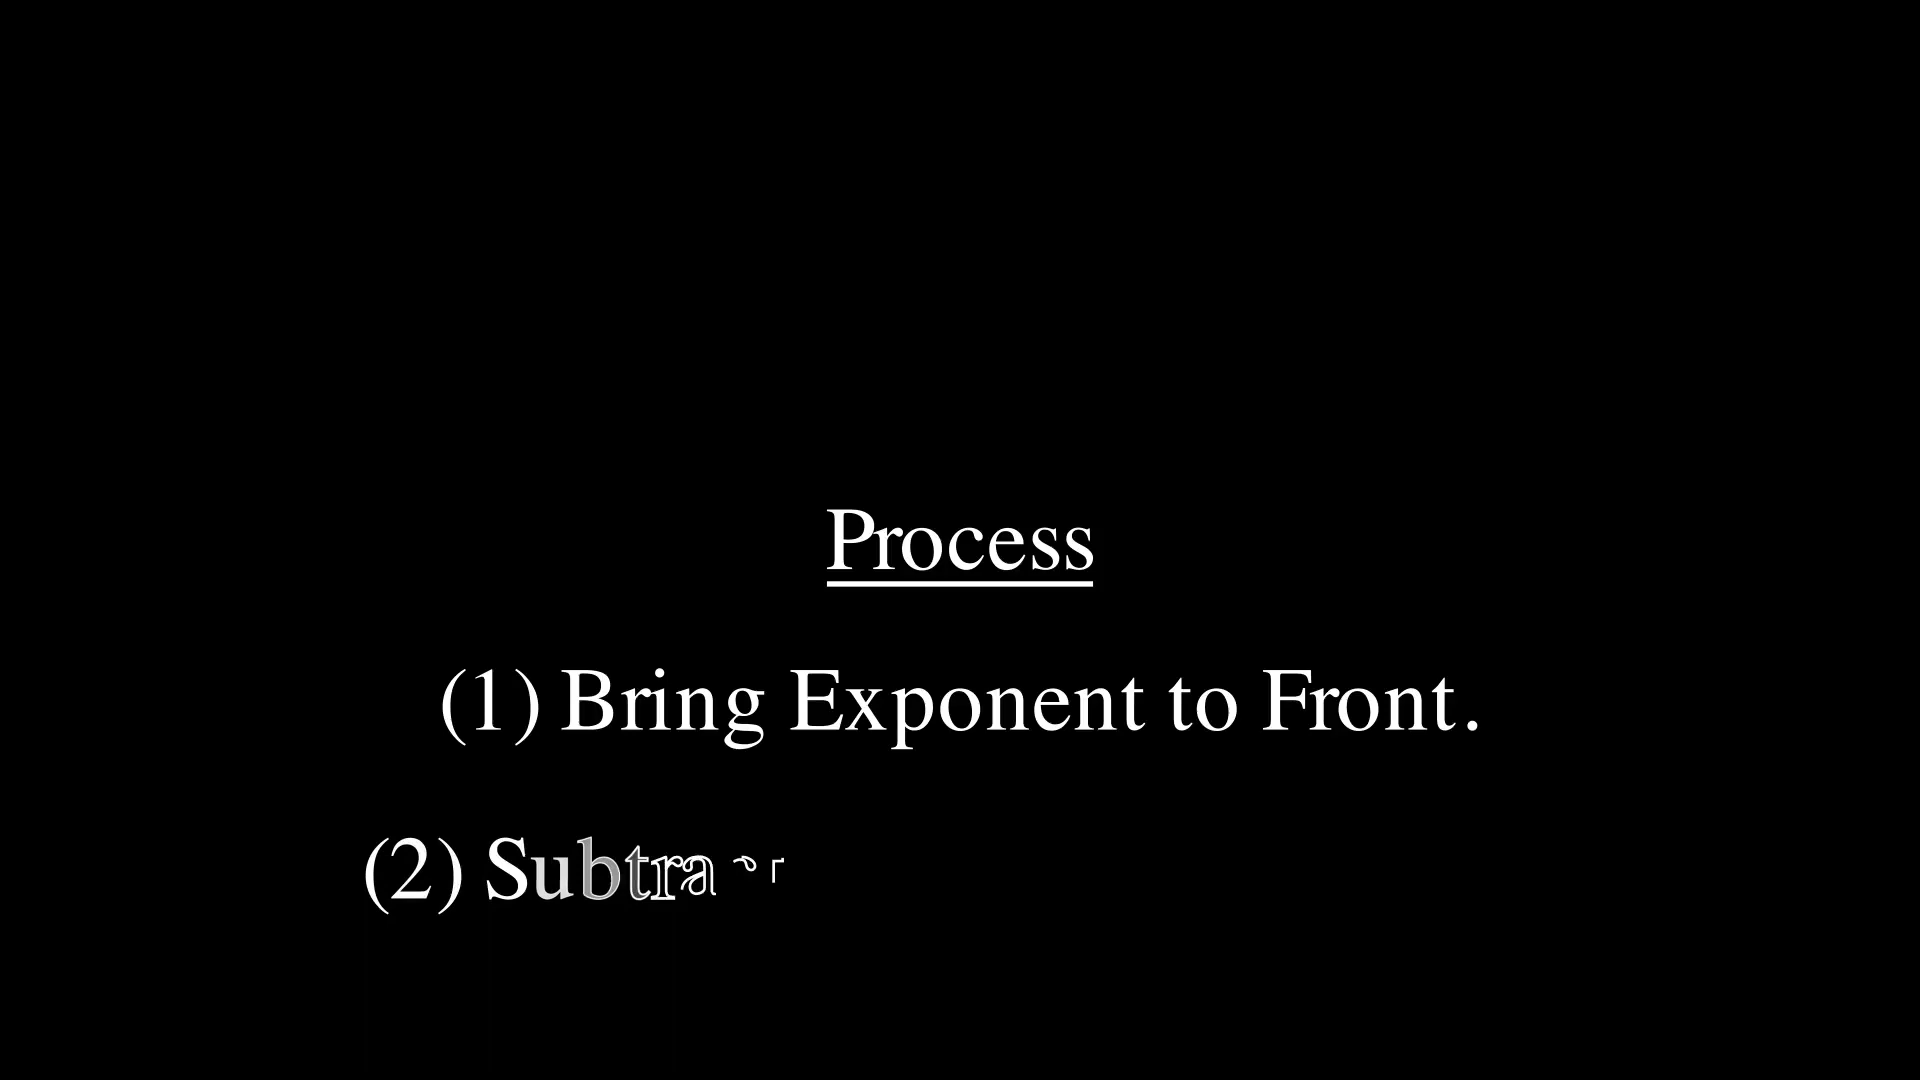 Process
(1) Bring Exponent to Front.
(2) Subtra